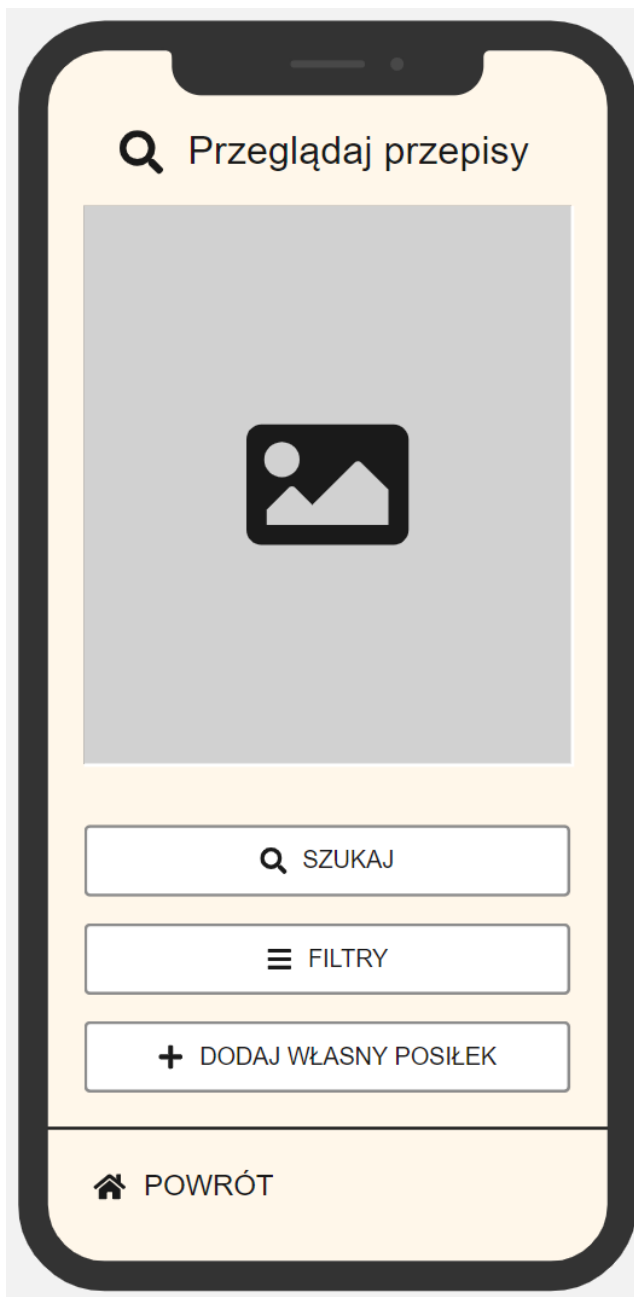 Przeglądaj przepisy
SZUKAJ
FILTRY
DODAJ WŁASNY POSIŁEK
POWRÓT